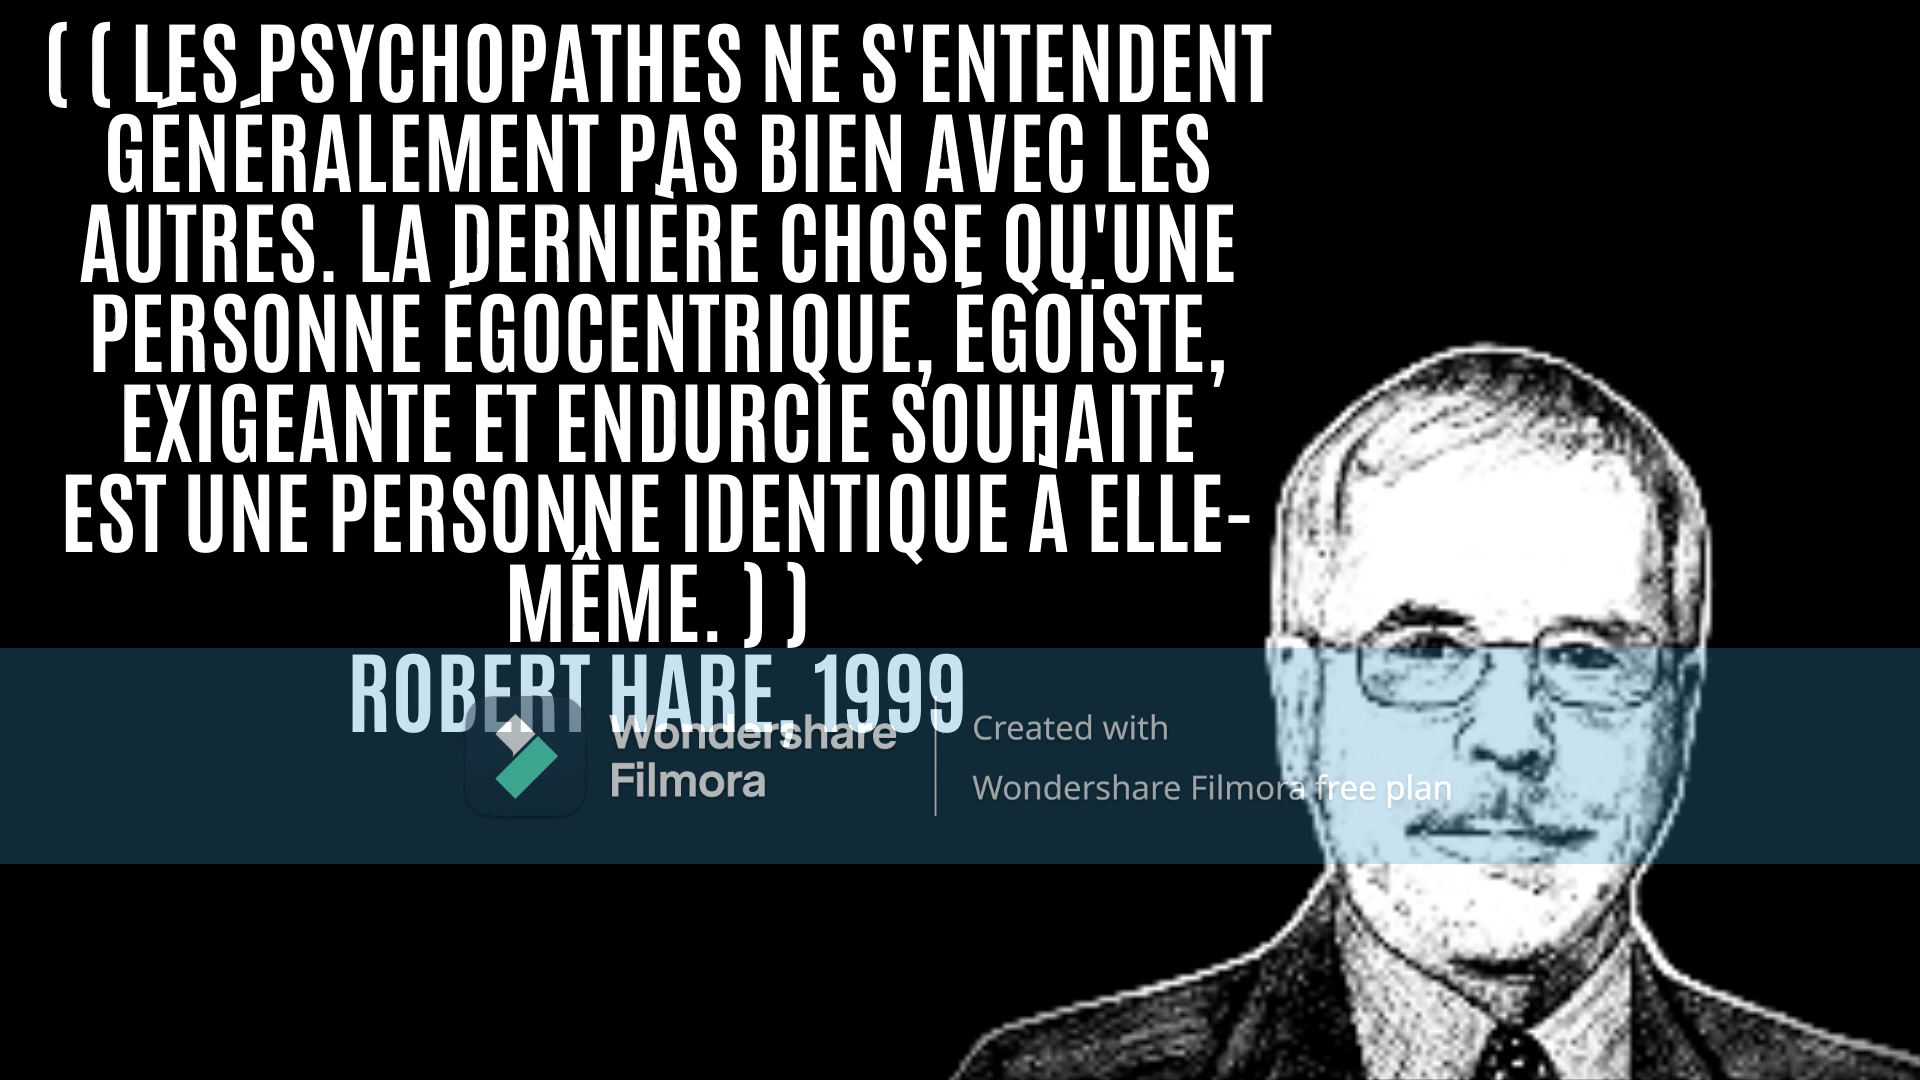 ( ( LES PSYCHOPATHES NE S'ENTENDENT
GÉNÉRALEMENT PAS BIEN AVEC LES
AUTRES. LA DERNIÈRE CHOSE QU'UNE
PERSONNE ÉGOCENTRIQUE, ÉGOÏSTE,
EXIGEANTE ET ENDURCIE SOUHAITE
EST UNE PERSONNE IDENTIQUE À ELLE-
MÊME. ) )
ROBERT HARE, 1999
Wondershare
Filmora
Created with
Wondershare Filmora free plan